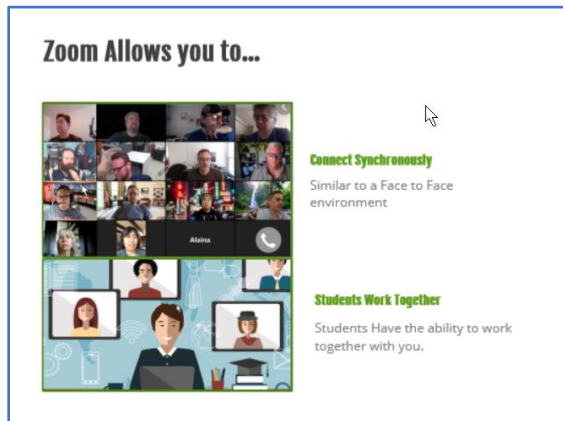 Zoom Allows you to...
Alaina
Connect Synchronously
Similar to a Face to Face
environment
Students Work Together
Students Have the ability to work
together with you.